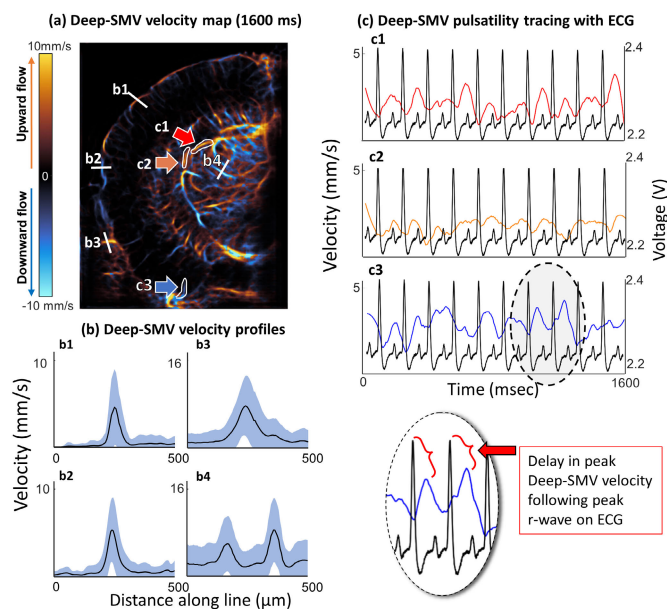 (a) Deep-SMV velocity map (1600 ms)
10mm/s
Upward flow
0
Downward flow
-10 mm/s
b1
b2
b3
b4
c1
c2
c3
(b) Deep-SMV velocity profiles
Velocity (mm/s)
b1
10
0
500
b3
16
0
500
b2
10
0
500
b4
16
0
500
Distance along line (µm)
(c) Deep-SMV pulsatility tracing with ECG
Velocity (mm/s)
Voltage (V)
c1
5
2.4
2.2
c2
5
2.4
2.2
c3
5
2.4
2.2
0
Time (msec)
1600
Delay in peak
Deep-SMV velocity
following peak
r-wave on ECG